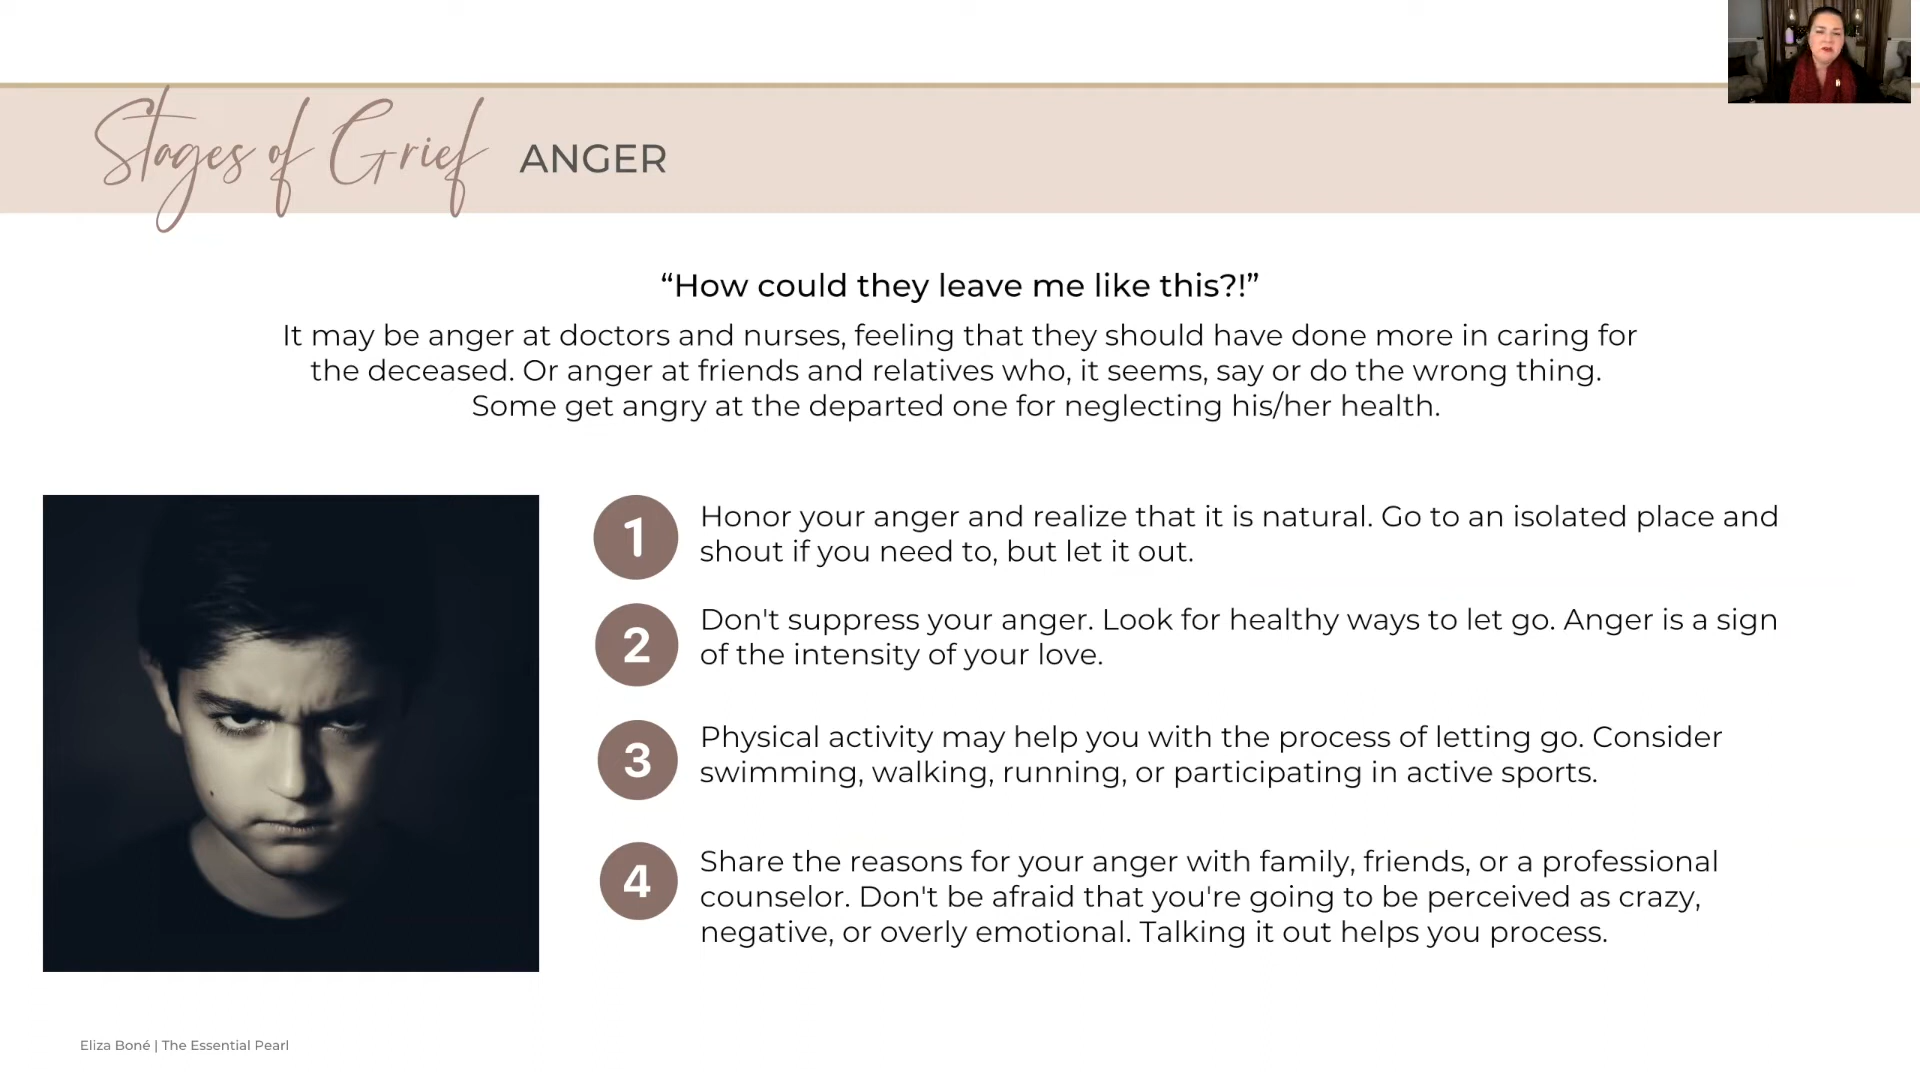 Stages of Grief ANGER
“How could they leave me like this?!”
It may be anger at doctors and nurses, feeling that they should have done more in caring for
the deceased. Or anger at friends and relatives who, it seems, say or do the wrong thing.
Some get angry at the departed one for neglecting his/her health.
1 Honor your anger and realize that it is natural. Go to an isolated place and
shout if you need to, but let it out.
2 Don't suppress your anger. Look for healthy ways to let go. Anger is a sign
of the intensity of your love.
3 Physical activity may help you with the process of letting go. Consider
swimming, walking, running, or participating in active sports.
4 Share the reasons for your anger with family, friends, or a professional
counselor. Don't be afraid that you're going to be perceived as crazy,
negative, or overly emotional. Talking it out helps you process.
Eliza Boné | The Essential Pearl